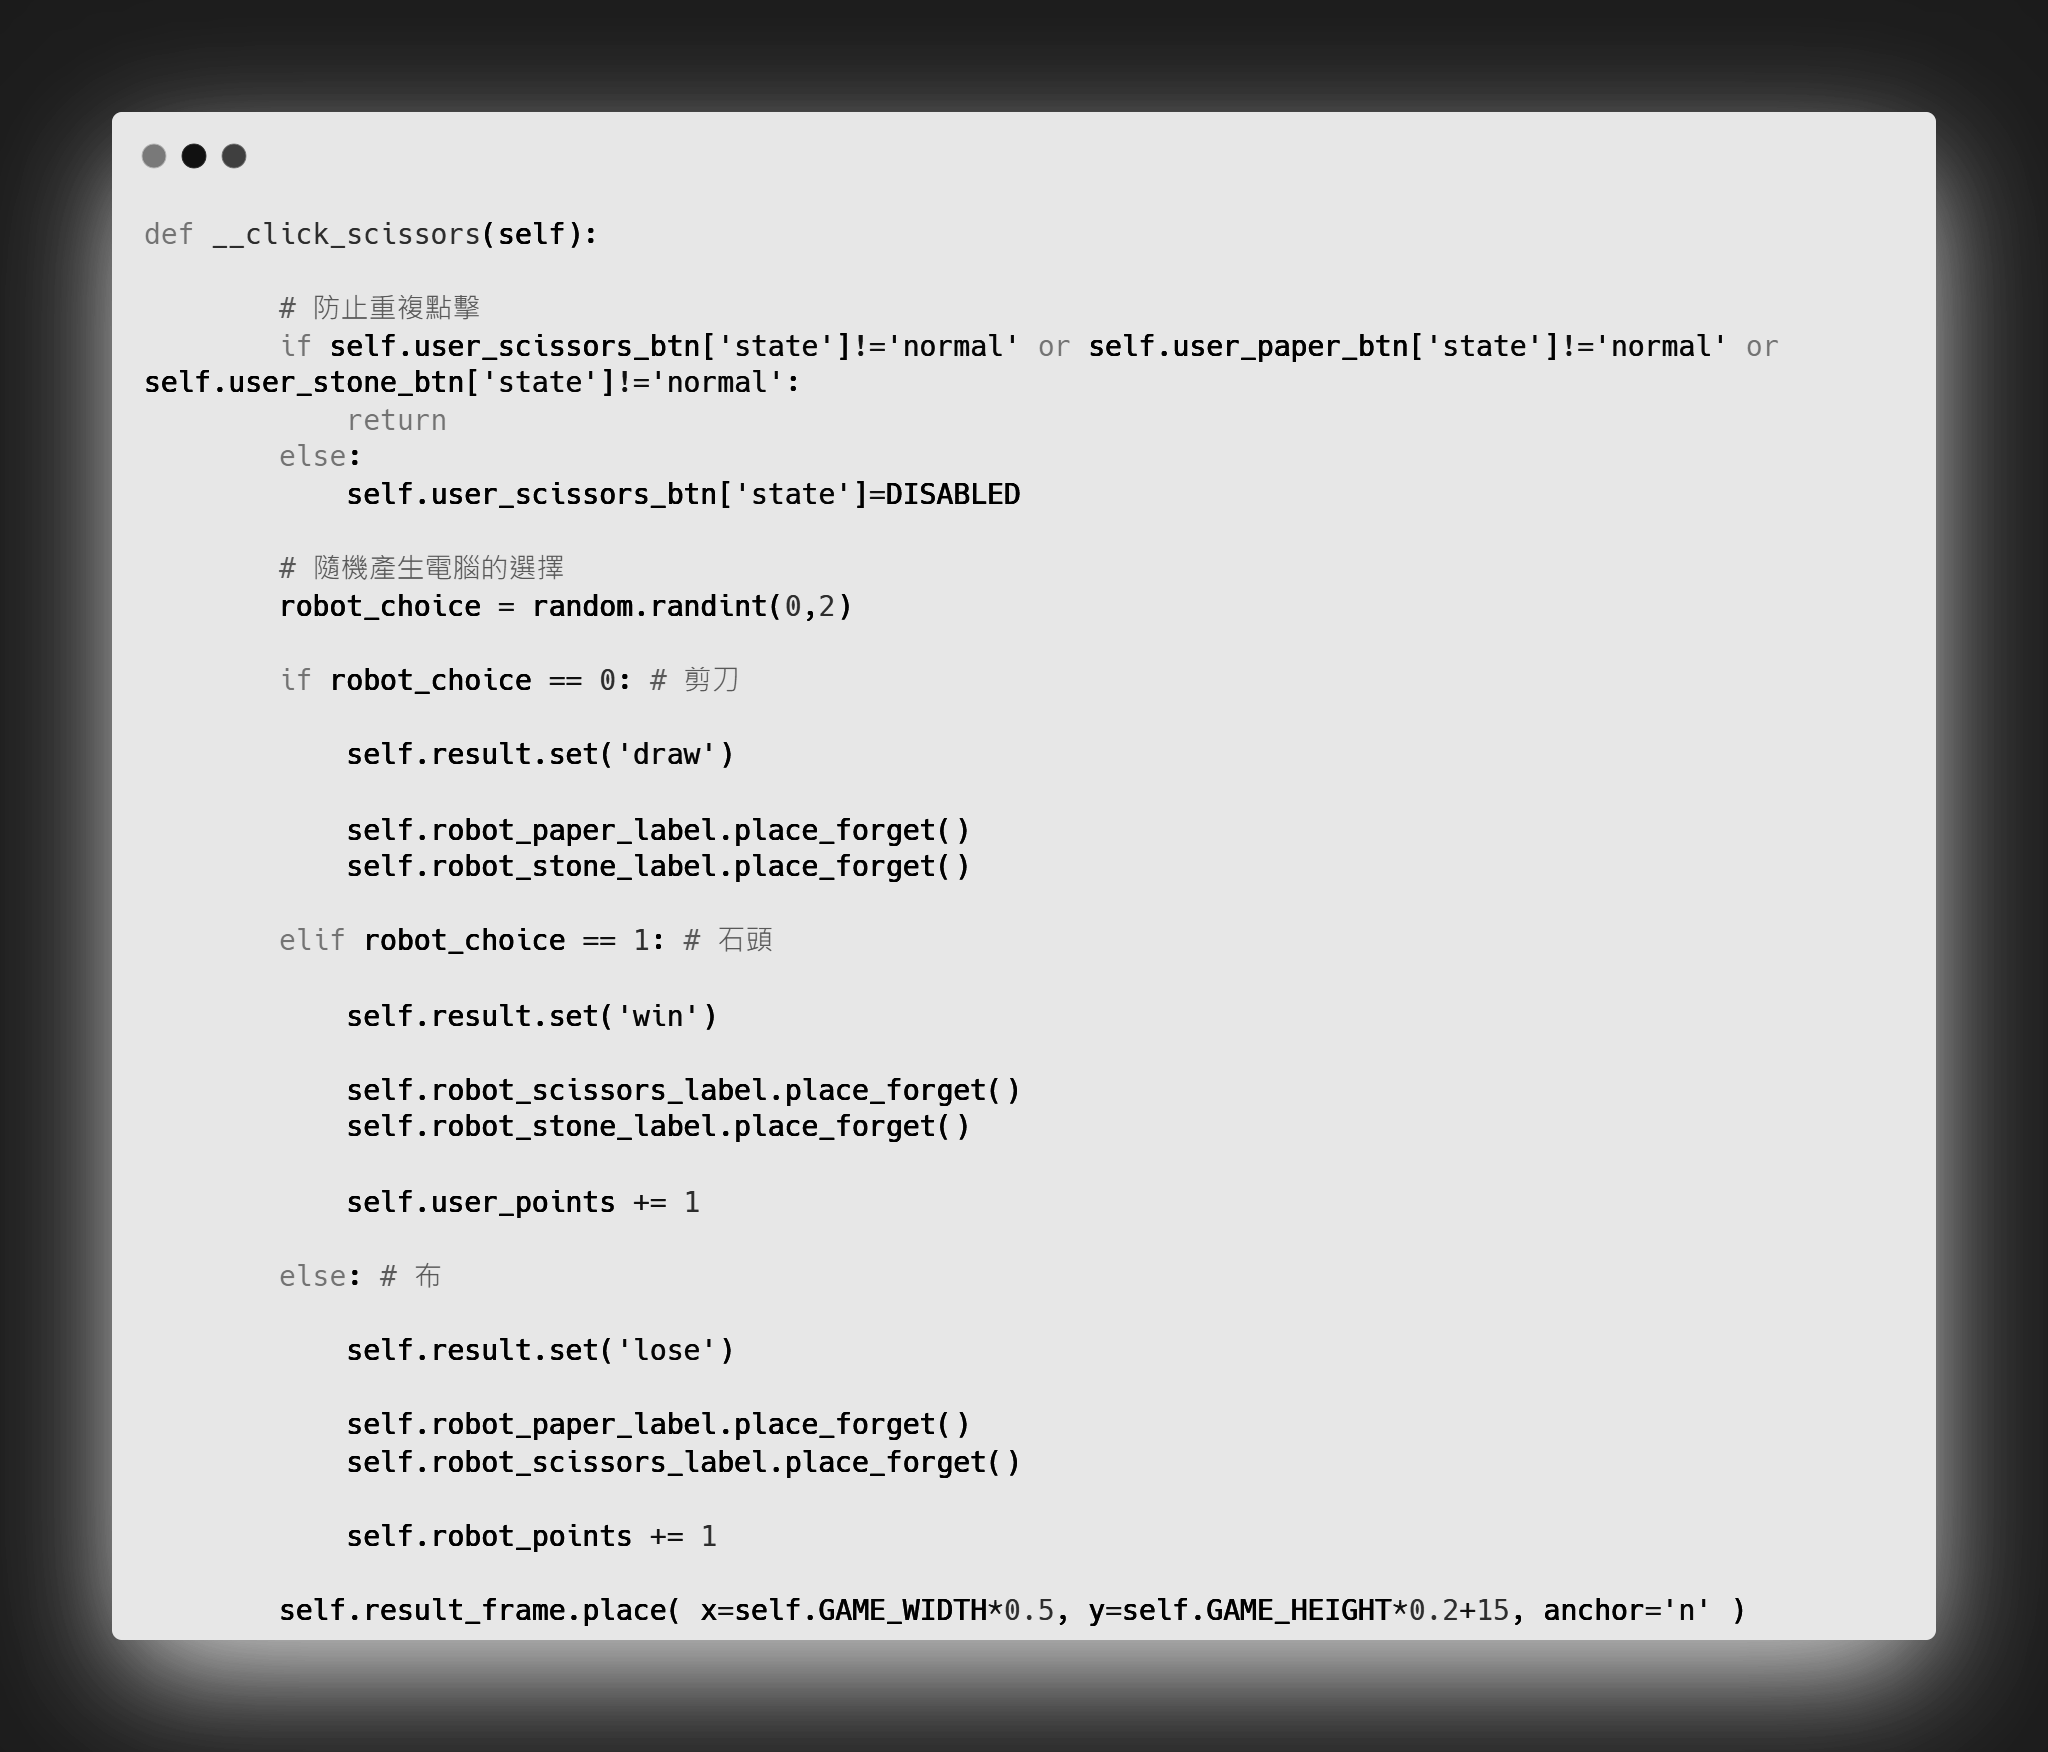 def __click_scissors(self):
# 防止重複點擊
if self.user_scissors_btn['state']!='normal' or self.user_paper_btn['state']!='normal' or
self.user_stone_btn['state']!='normal':
return
else:
self.user_scissors_btn['state']=DISABLED
# 隨機產生電腦的選擇
robot_choice = random.randint(0,2)
if robot_choice == 0: # 剪刀
self.result.set('draw')
self.robot_paper_label.place_forget()
self.robot_stone_label.place_forget()
elif robot_choice == 1: # 石頭
self.result.set('win')
self.robot_scissors_label.place_forget()
self.robot_stone_label.place_forget()
self.user_points += 1
else: # 布
self.result.set('lose')
self.robot_paper_label.place_forget()
self.robot_scissors_label.place_forget()
self.robot_points += 1
self.result_frame.place( x=self.GAME_WIDTH*0.5, y=self.GAME_HEIGHT*0.2+15, anchor='n' )